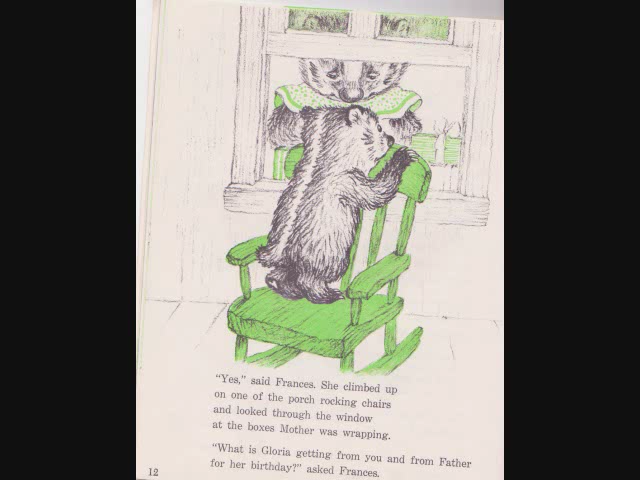 "Yes," said Frances. She climbed up
on one of the porch rocking chairs
and looked through the window
at the boxes Mother was wrapping.
"What is Gloria getting from you and from Father
for her birthday?" asked Frances.
12